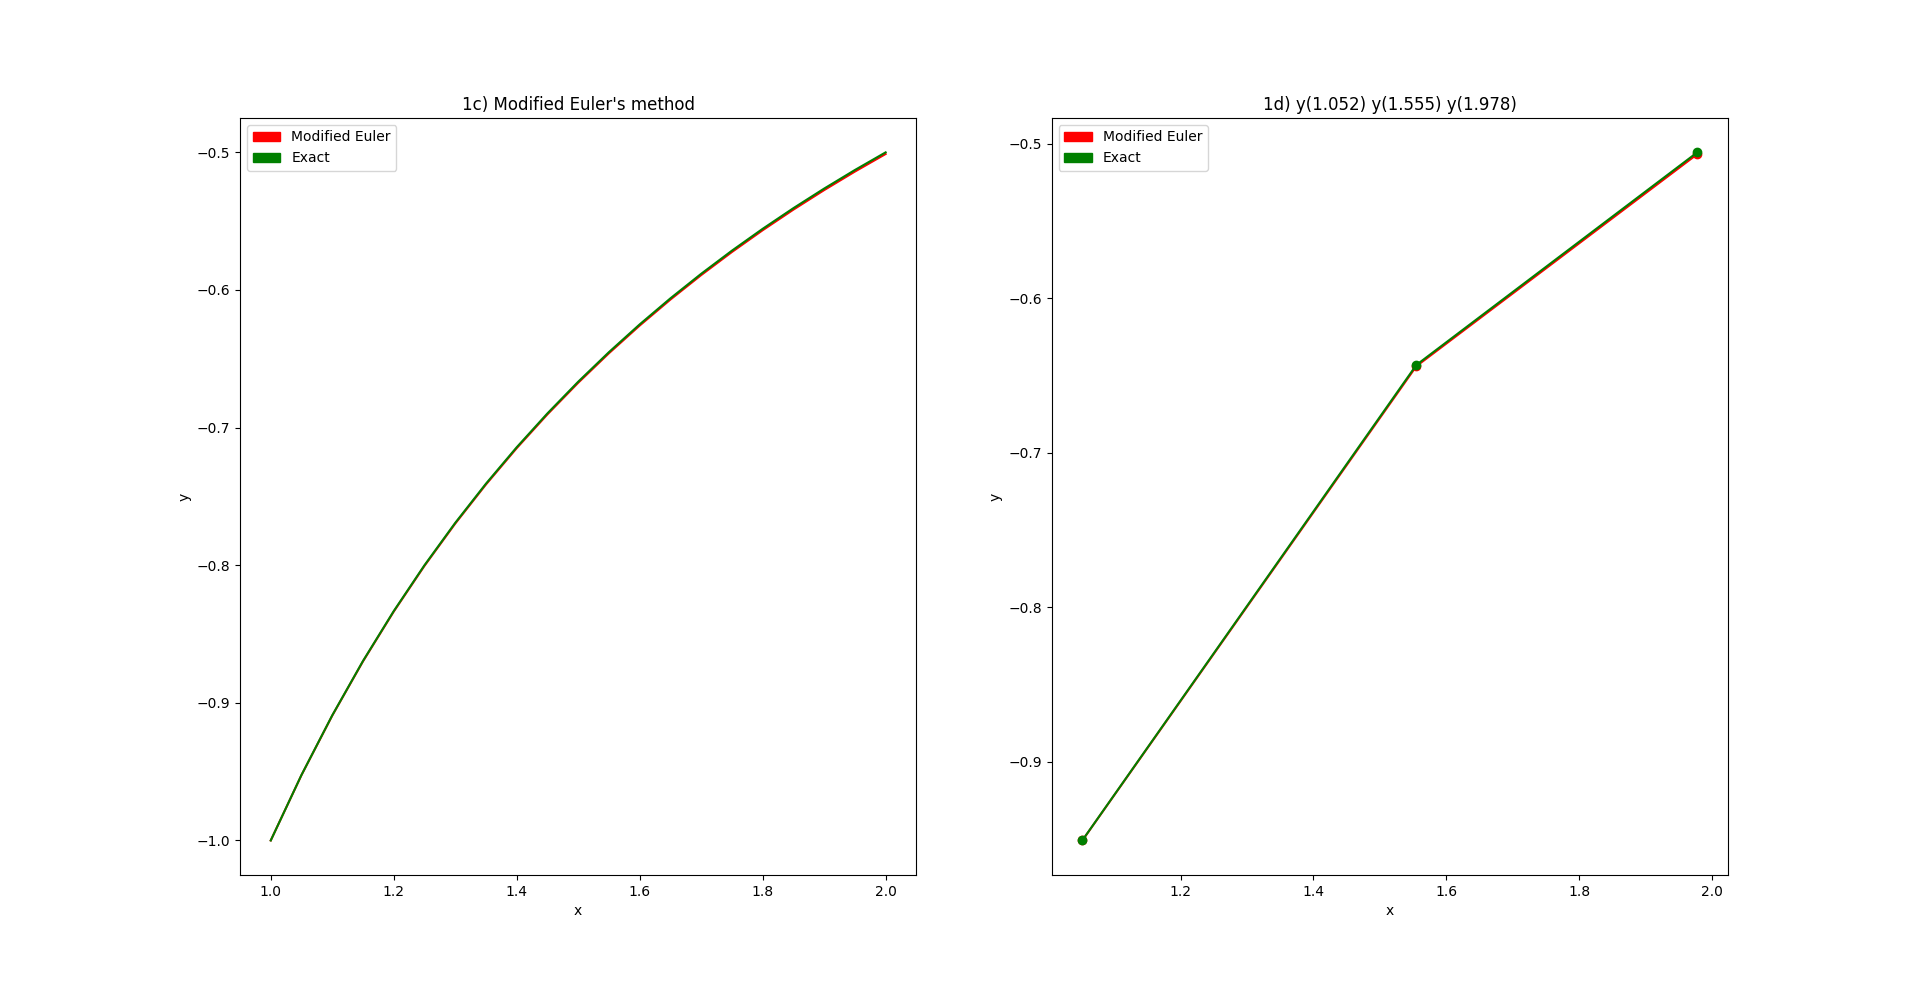 1c) Modified Euler's method
Modified Euler
Exact
−0.5
−0.6
−0.7
−0.8
−0.9
−1.0
y
1.0 1.2 1.4 1.6 1.8 2.0
x
1d) y(1.052) y(1.555) y(1.978)
Modified Euler
Exact
−0.5
−0.6
−0.7
−0.8
−0.9
y
1.2 1.4 1.6 1.8 2.0
x